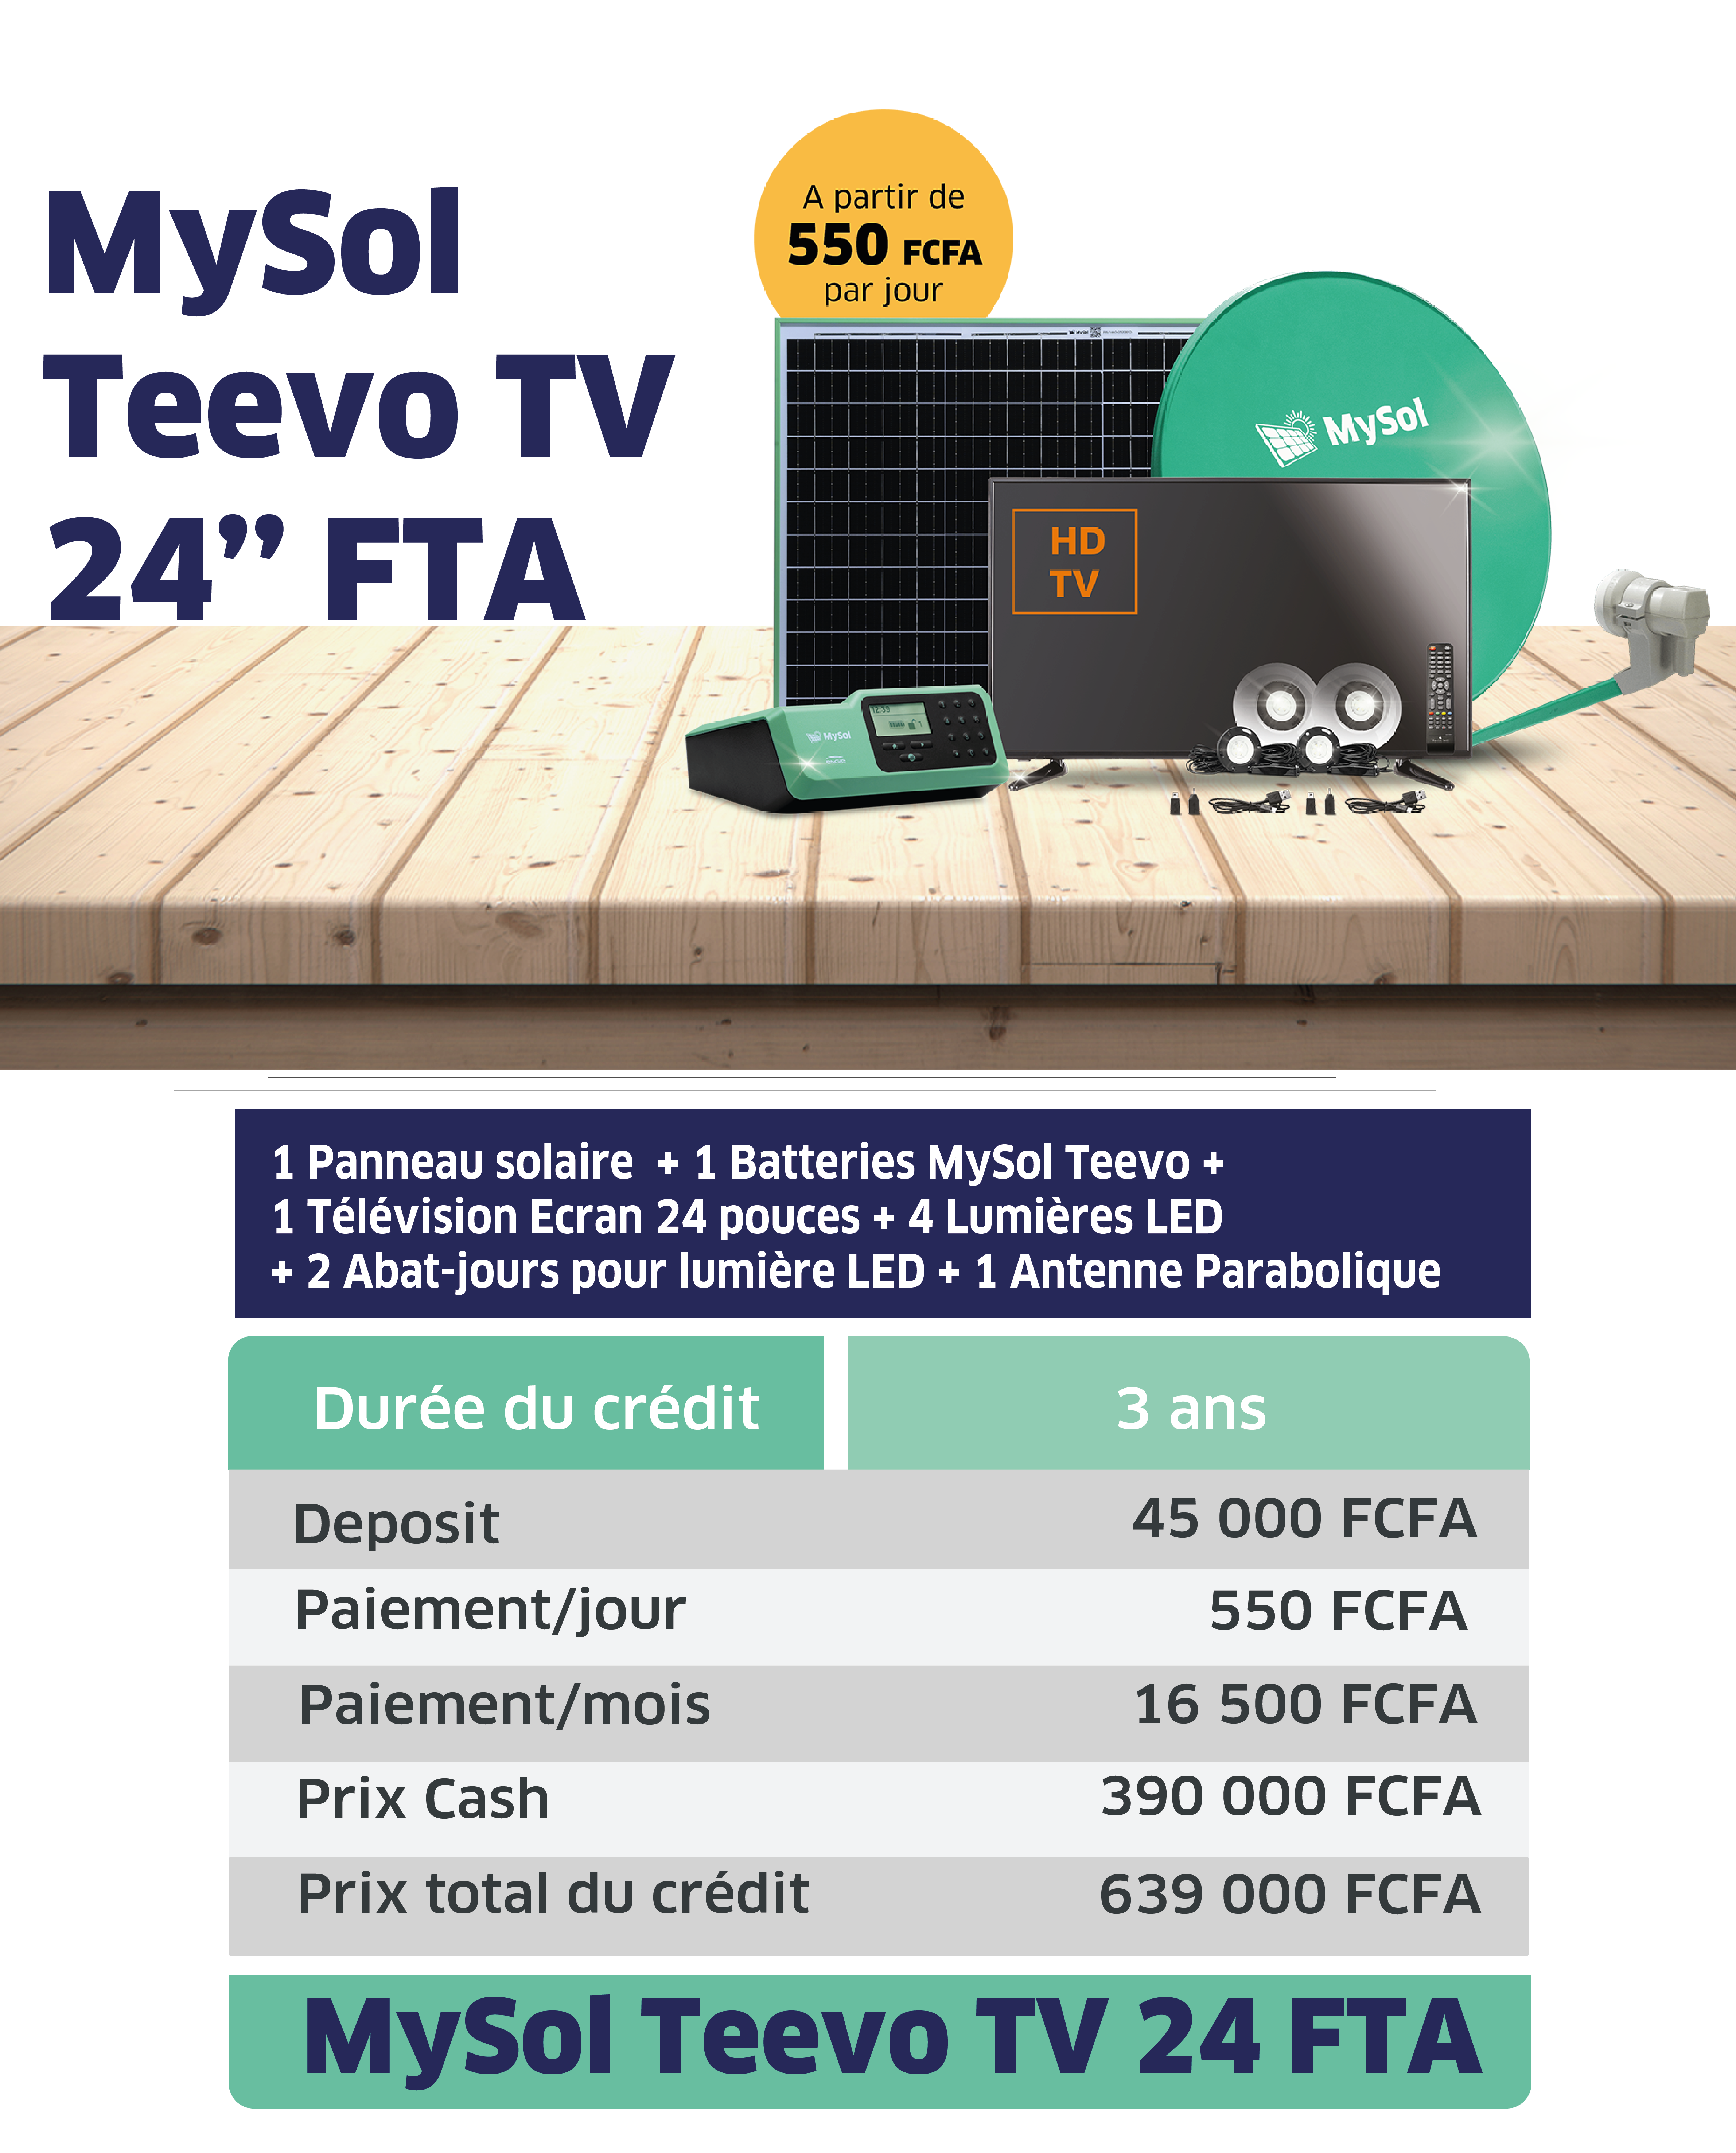 MySol
Teevo TV
24” FTA
A partir de
550 FCFA
par jour
MySol
HD
TV
12:39
MySol
1 Panneau solaire + 1 Batteries MySol Teevo +
1 Télévision Ecran 24 pouces + 4 Lumières LED
+ 2 Abat-jours pour lumière LED + 1 Antenne Parabolique
Durée du crédit 3 ans
Deposit 45 000 FCFA
Paiement/jour 550 FCFA
Paiement/mois 16 500 FCFA
Prix Cash 390 000 FCFA
Prix total du crédit 639 000 FCFA
MySol Teevo TV 24 FTA